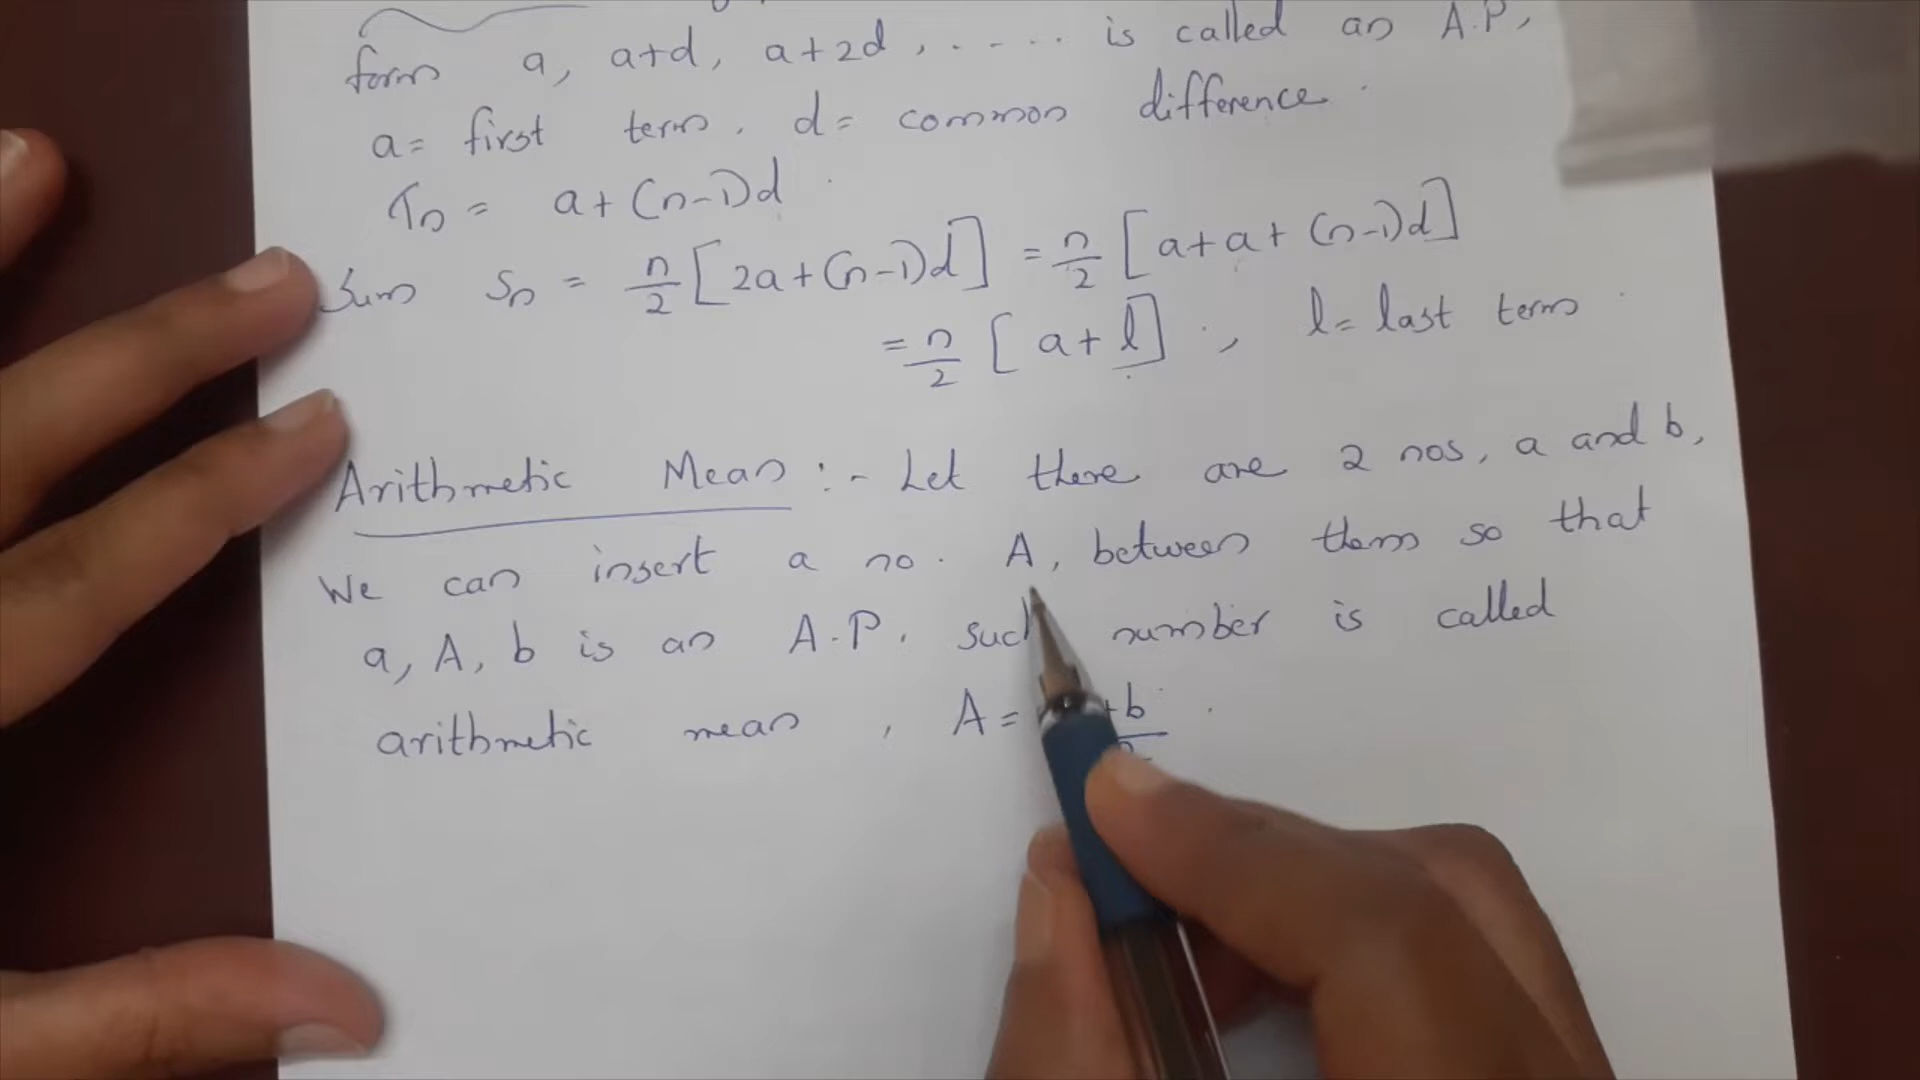 form a, a+d, a+2d, ..... is called an A.P,
a= first term. d= common difference.
Tn = a+(n-1)d.
Sum Sn = n/2 [2a+(n-1)d] = n/2 [a+a+(n-1)d]
= n/2 [a+l], l= last term
Arithmetic Mean :- Let there are 2 nos, a and b,
We can insert a no. A, between them so that
a, A, b is an A.P. such number is called
arithmetic mean, A= +b